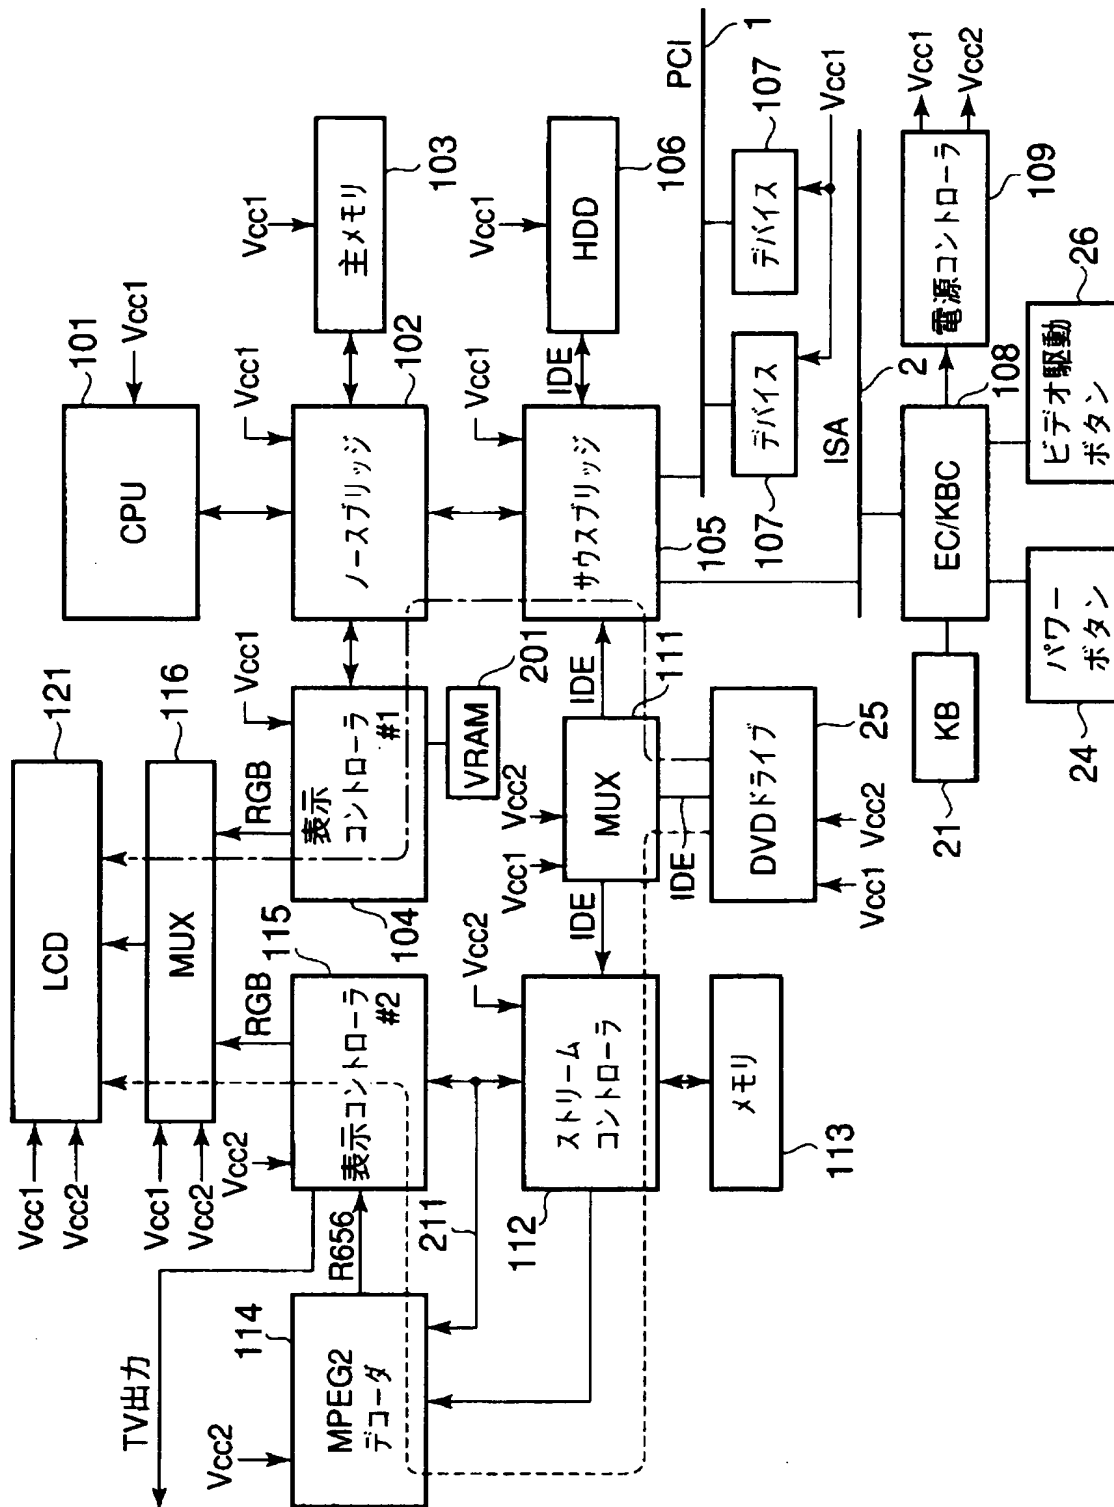 TV出力
Vcc1
Vcc2
LCD
121
Vcc1
Vcc2
MUX
116
RGB
RGB
CPU
101
Vcc1
Vcc2
MPEG2
デコーダ
114
R656
Vcc2
表示コントローラ
#2
115
211
Vcc1
表示
コントローラ
#1
104
VRAM
201
Vcc1
ノースブリッジ
102
Vcc1
主メモリ
103
Vcc2
ストリーム
コントローラ
112
IDE
Vcc1
Vcc2
MUX
111
IDE
IDE
Vcc1
サウスブリッジ
105
IDE
Vcc1
HDD
106
メモリ
113
DVDドライブ
25
Vcc1
Vcc2
PCI
1
デバイス
107
デバイス
107
Vcc1
ISA
2
KB
21
EC/KBC
108
電源コントローラ
109
Vcc1
Vcc2
パワー
ボタン
24
ビデオ駆動
ボタン
26